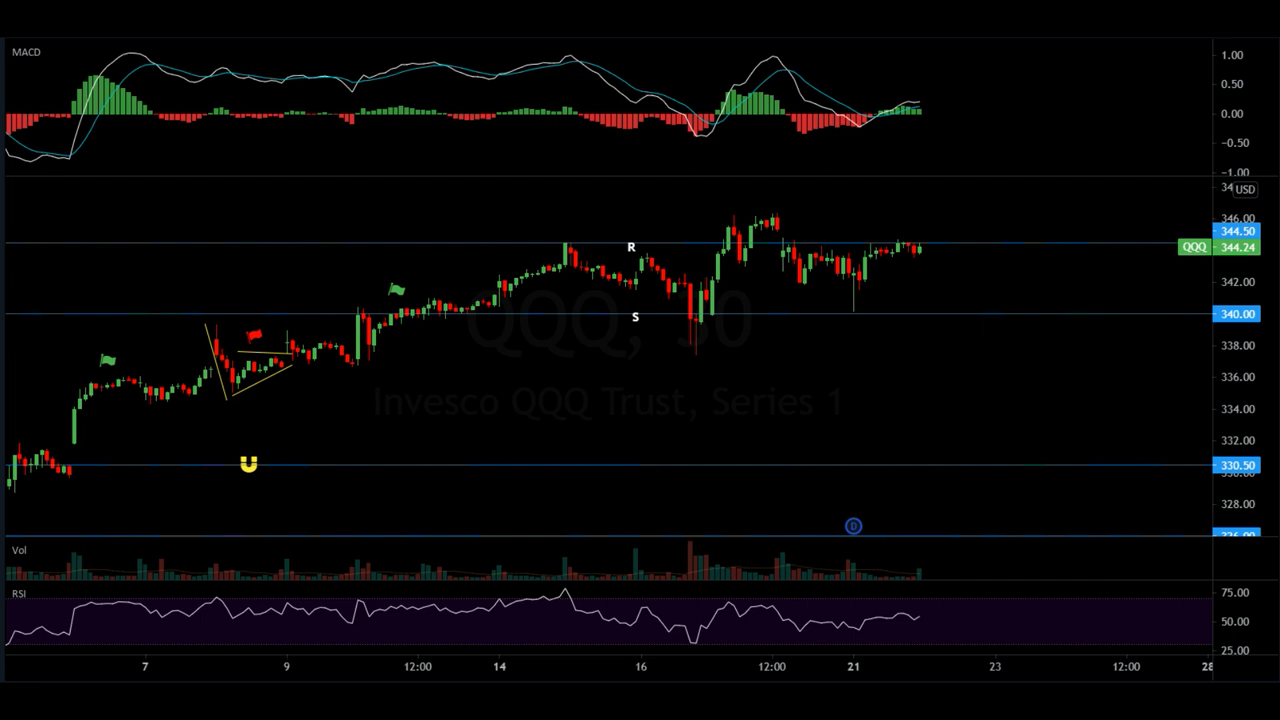 MACD
1.00
0.50
0.00
−0.50
−1.00
USD
346.00
344.50
QQQ 344.24
R
342.00
S
340.00
QQQ, 30
338.00
336.00
Invesco QQQ Trust, Series 1
334.00
332.00
330.50
328.00
D
Vol
RSI
75.00
50.00
25.00
7 9 12:00 14 16 12:00 21 23 12:00 28